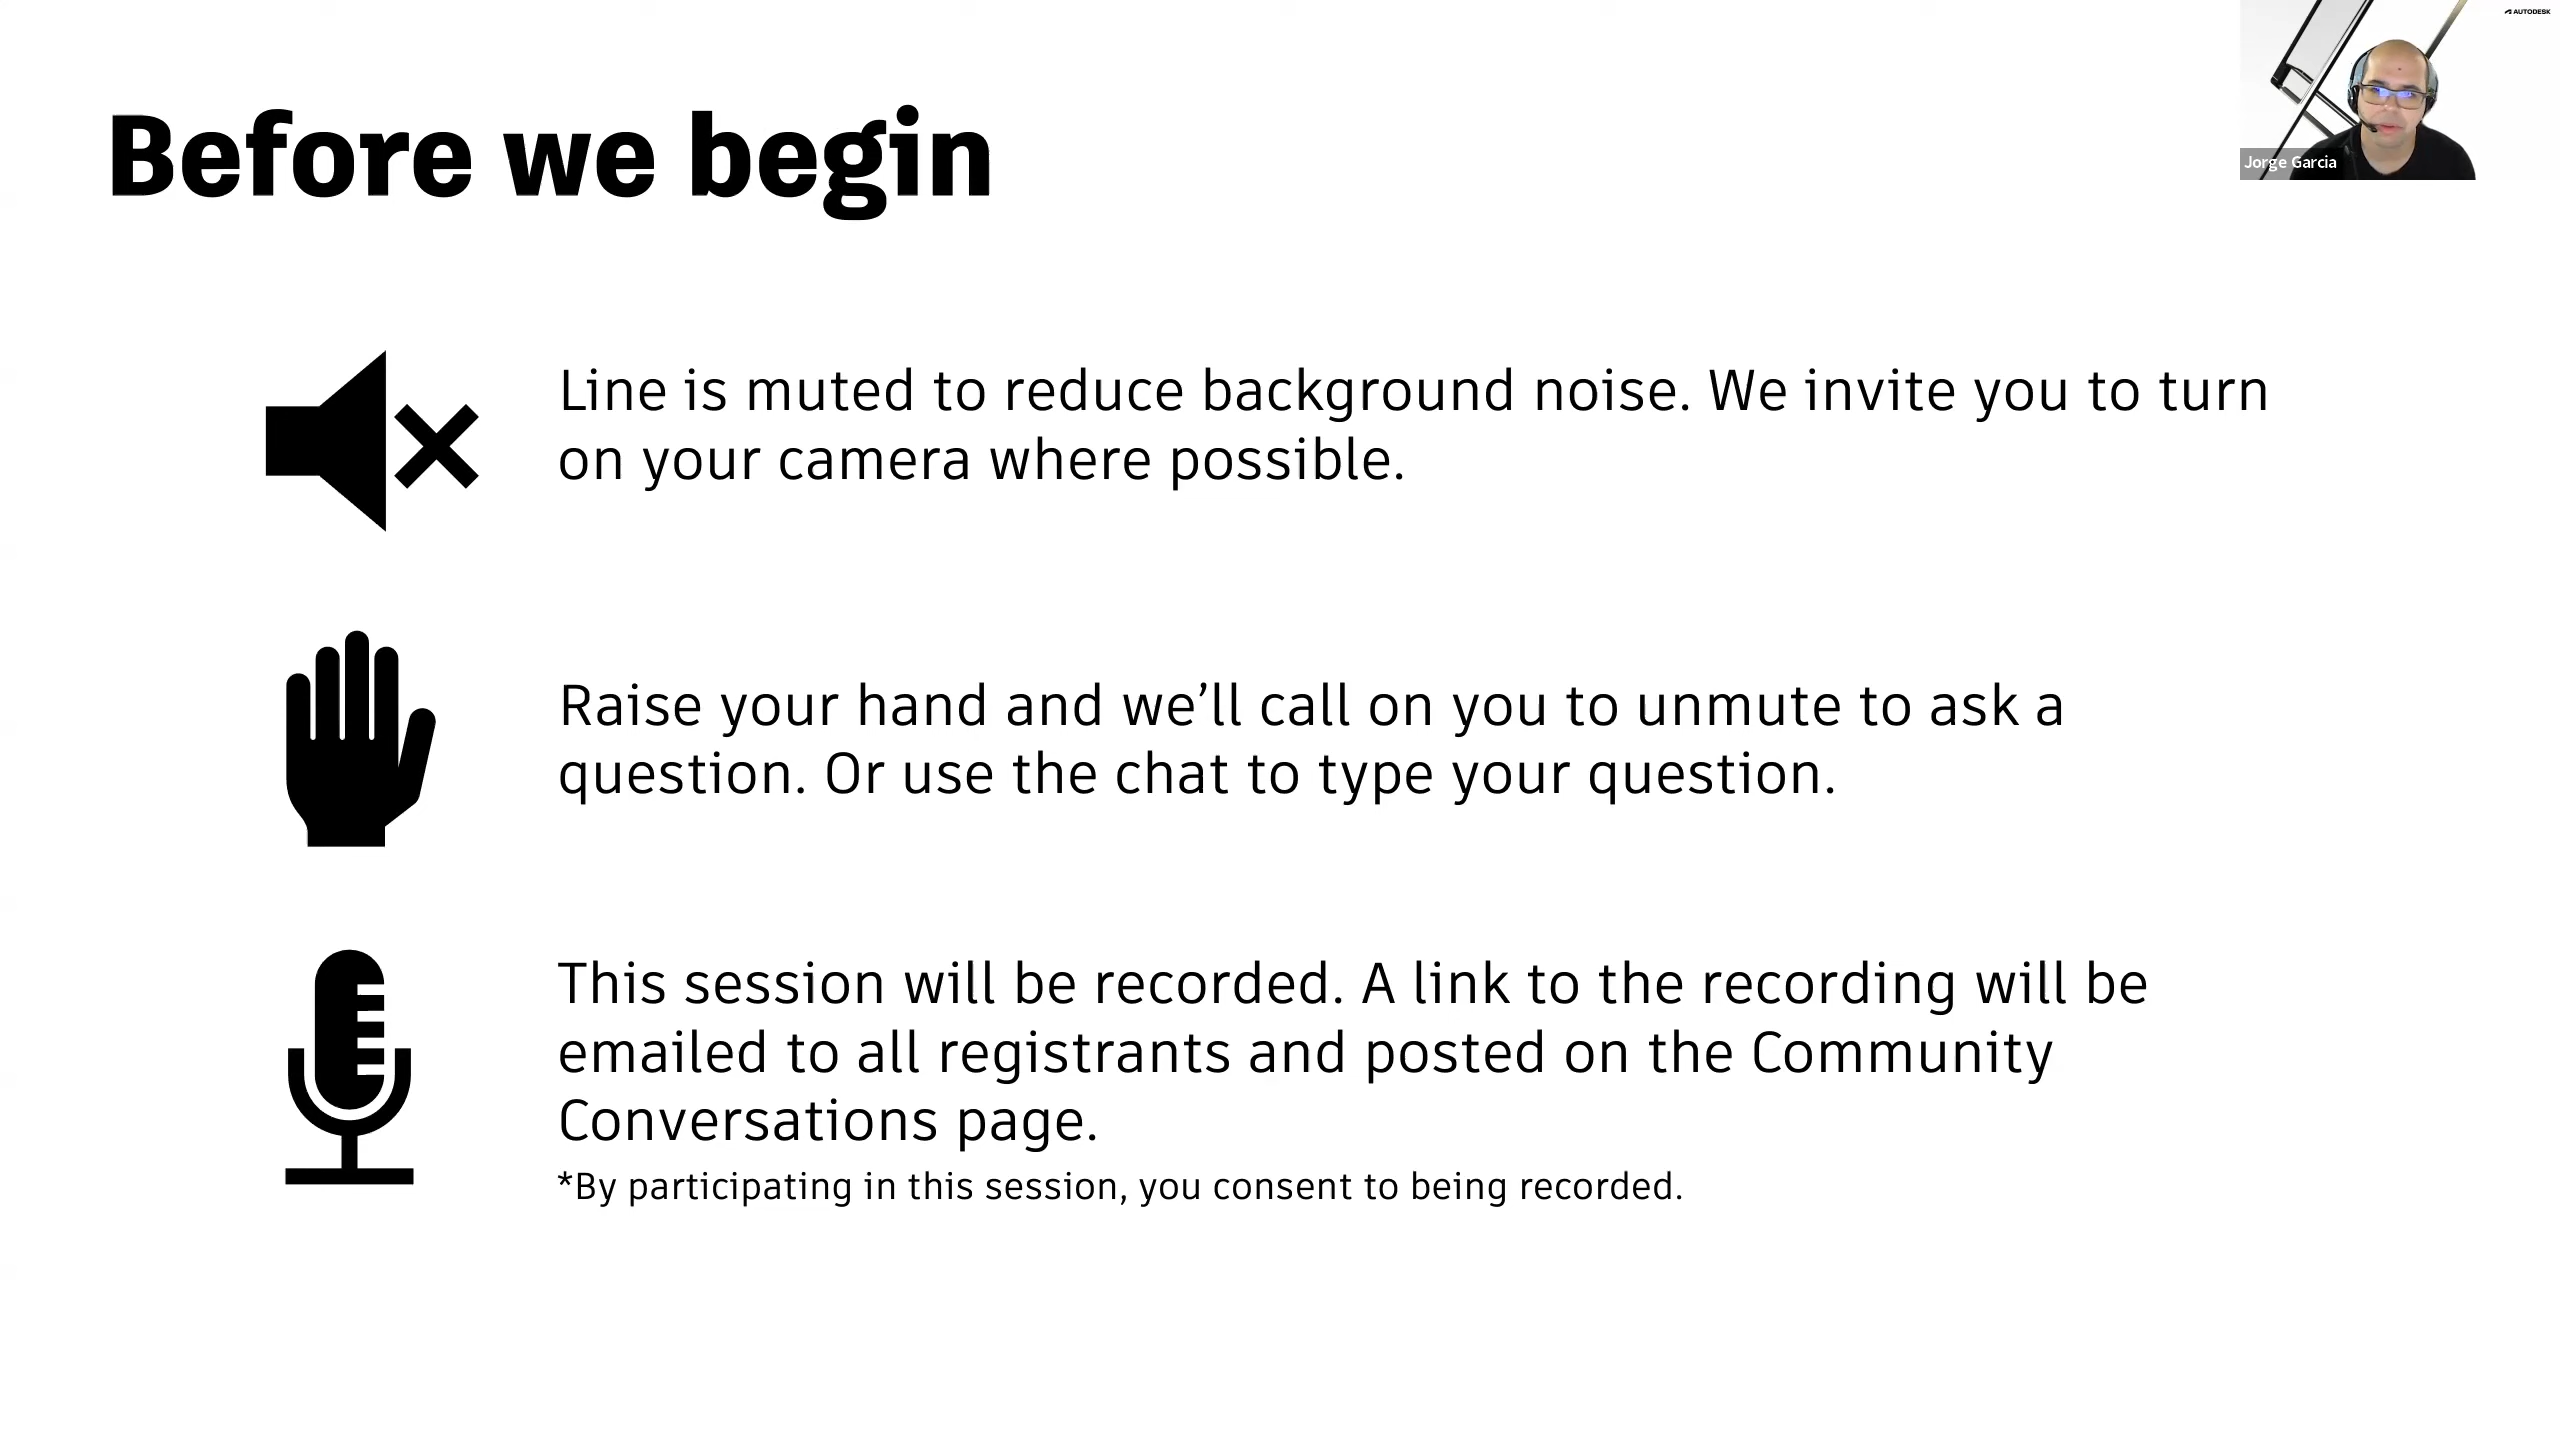 AUTODESK
Jorge Garcia
Before we begin
Line is muted to reduce background noise. We invite you to turn
on your camera where possible.
Raise your hand and we’ll call on you to unmute to ask a
question. Or use the chat to type your question.
This session will be recorded. A link to the recording will be
emailed to all registrants and posted on the Community
Conversations page.
*By participating in this session, you consent to being recorded.